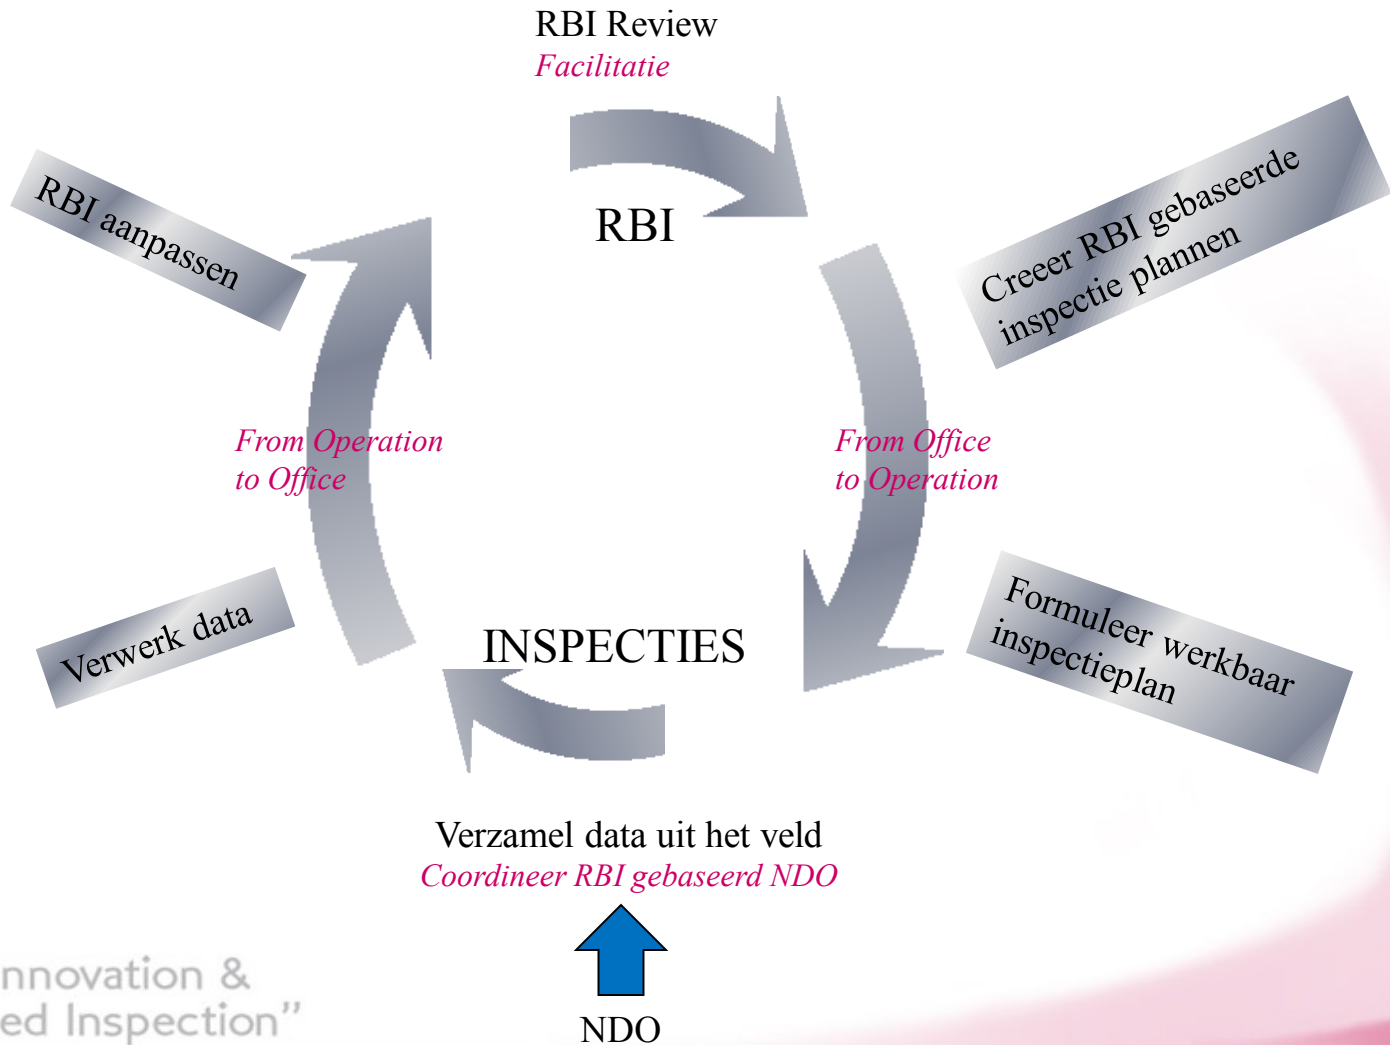 RBI Review
Facilitatie
RBI aanpassen
RBI
Creeer RBI gebaseerde
inspectie plannen
From Operation
to Office
From Office
to Operation
Verwerk data
INSPECTIES
Formuleer werkbaar
inspectieplan
Verzamel data uit het veld
Coordineer RBI gebaseerd NDO
nnovation &
ed Inspection”
NDO